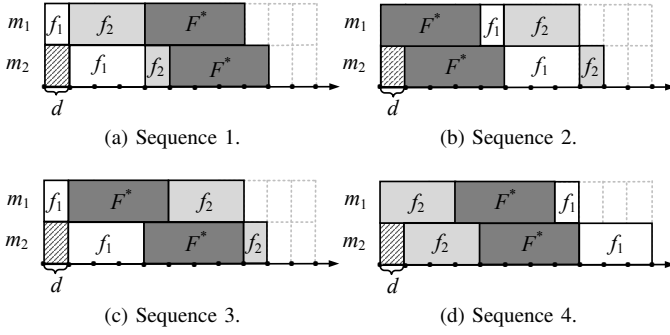 m₁ f₁ f₂ F*
m₂ f₁ f₂ F*
d
(a) Sequence 1.
m₁ F* f₁ f₂
m₂ F* f₁ f₂
d
(b) Sequence 2.
m₁ f₁ F* f₂
m₂ f₁ F* f₂
d
(c) Sequence 3.
m₁ f₂ F* f₁
m₂ f₂ F* f₁
d
(d) Sequence 4.